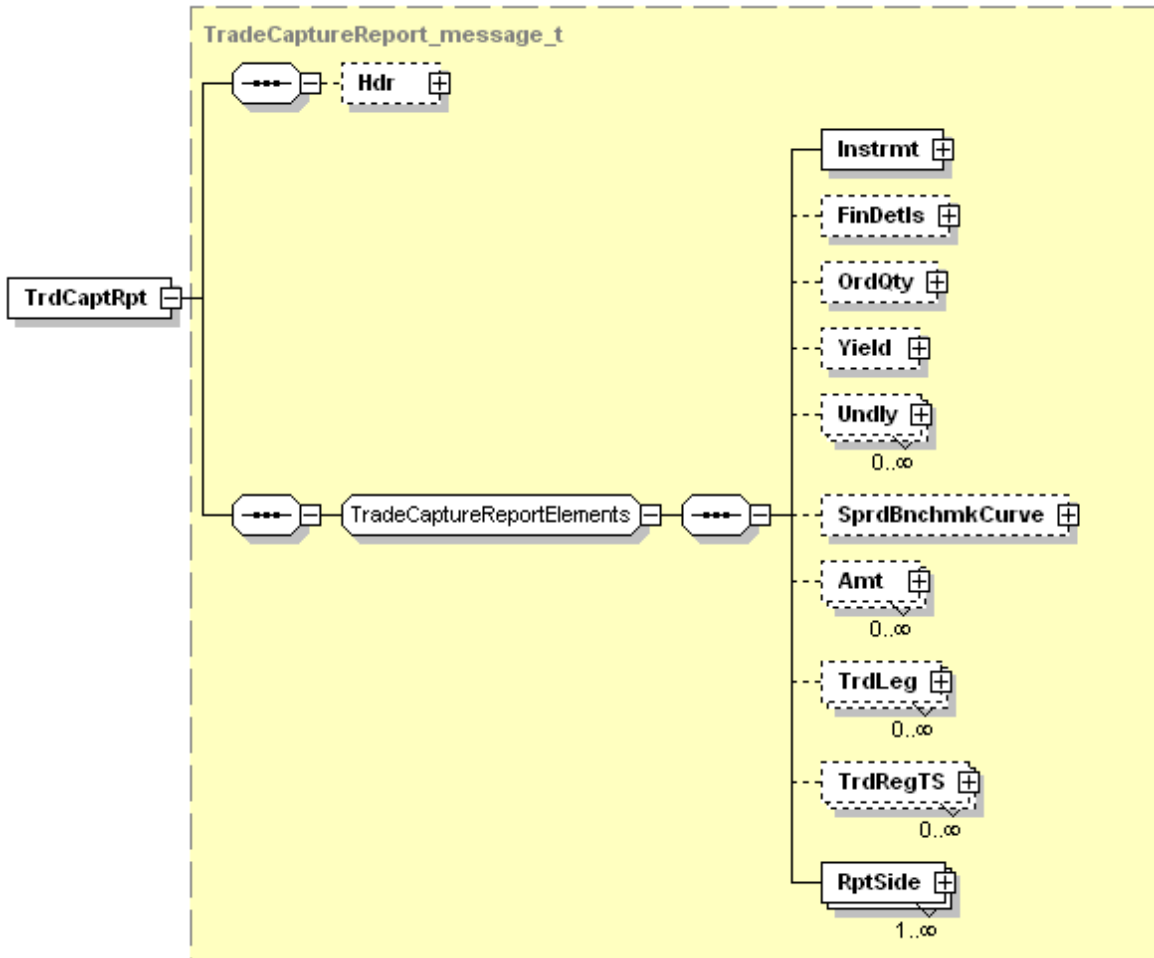 TradeCaptureReport_message_t
Hdr
Instrmt
FinDetls
OrdQty
TrdCaptRpt
Yield
Undly
0..∞
TradeCaptureReportElements
SprdBnchmkCurve
Amt
0..∞
TrdLeg
0..∞
TrdRegTS
0..∞
RptSide
1..∞